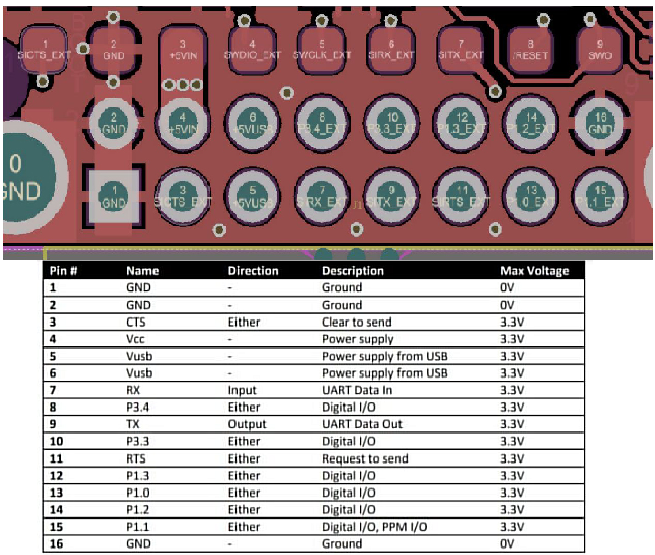 1 2 3 4 5 6 7 8 9
SICTS_EXT GND +5VIN SWDIO_EXT SWCLK_EXT SIRX_EXT SITX_EXT /RESET SWO
2 4 6 8 10 12 14 16
GND +5VIN +5VUSB P3.4_EXT P3.3_EXT P1.3_EXT P1.2_EXT GND
0
GND
1 3 5 7 9 11 13 15
GND SICTS_EXT +5VUSB SIRX_EXT J1 SITX_EXT SIRTS_EXT P1.0_EXT P1.1_EXT
Pin # Name Direction Description Max Voltage
1 GND - Ground 0V
2 GND - Ground 0V
3 CTS Either Clear to send 3.3V
4 Vcc - Power supply 3.3V
5 Vusb - Power supply from USB 3.3V
6 Vusb - Power supply from USB 3.3V
7 RX Input UART Data In 3.3V
8 P3.4 Either Digital I/O 3.3V
9 TX Output UART Data Out 3.3V
10 P3.3 Either Digital I/O 3.3V
11 RTS Either Request to send 3.3V
12 P1.3 Either Digital I/O 3.3V
13 P1.0 Either Digital I/O 3.3V
14 P1.2 Either Digital I/O 3.3V
15 P1.1 Either Digital I/O, PPM I/O 3.3V
16 GND - Ground 0V